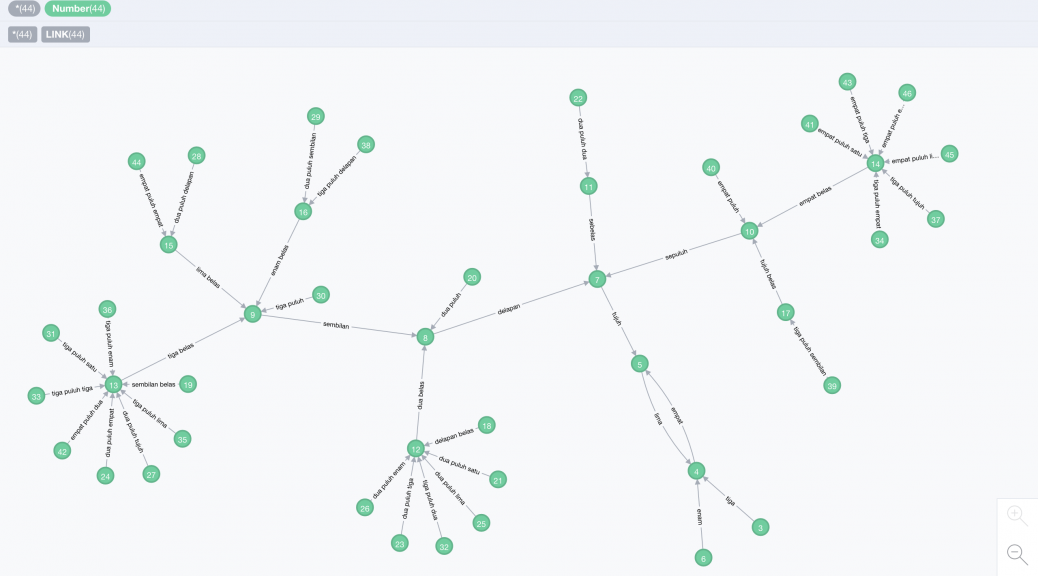 *(44) Number(44)
*(44) LINK(44)
43
46
22
41
empat puluh tiga
empat puluh e...
29
dua puluh dua
empat puluh satu
38
dua puluh sembilan
44
28
tiga puluh delapan
14
empat puluh li...
45
40
empat puluh empat
dua puluh delapan
11
empat puluh
empat belas
tiga puluh empat
tiga puluh tujuh
37
16
sebelas
10
34
15
enam belas
sepuluh
lima belas
20
7
tujuh belas
30
tiga puluh
dua puluh
delapan
17
36
9
sembilan
8
tujuh
31
tiga puluh enam
tiga puluh satu
tiga belas
tiga puluh sembilan
5
33
tiga puluh tiga
13
sembilan belas
19
39
dua belas
lima
empat
empat puluh dua
dua puluh empat
dua puluh tujuh
tiga puluh lima
35
18
delapan belas
42
24
27
12
dua puluh satu
21
4
dua puluh enam
dua puluh tiga
tiga puluh dua
dua puluh lima
26
25
enam
tiga
3
23
32
6